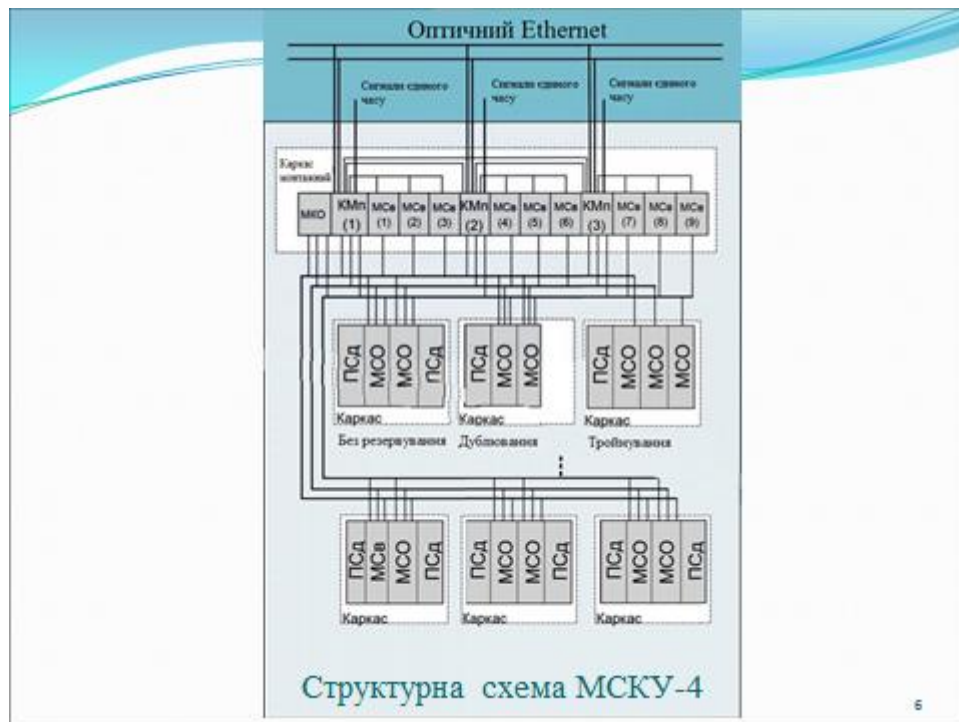 Оптичний Ethernet
Сигнали єдиного
часу
Сигнали єдиного
часу
Сигнали єдиного
часу
Каркас
монтажний
МКО
КМп
(1)
МСв
(1)
МСв
(2)
МСв
(3)
КМп
(2)
МСв
(4)
МСв
(5)
МСв
(6)
КМп
(3)
МСв
(7)
МСв
(8)
МСв
(9)
ПСд
МСО
МСО
ПСд
Каркас
Без резервування
ПСд
МСО
МСО
Каркас
Дублювання
ПСд
МСО
МСО
МСО
Каркас
Троймування
ПСд
МСв
МСО
ПСд
Каркас
ПСд
МСО
МСО
ПСд
Каркас
ПСд
МСО
МСО
ПСд
Каркас
Структурна схема МСКУ-4
6